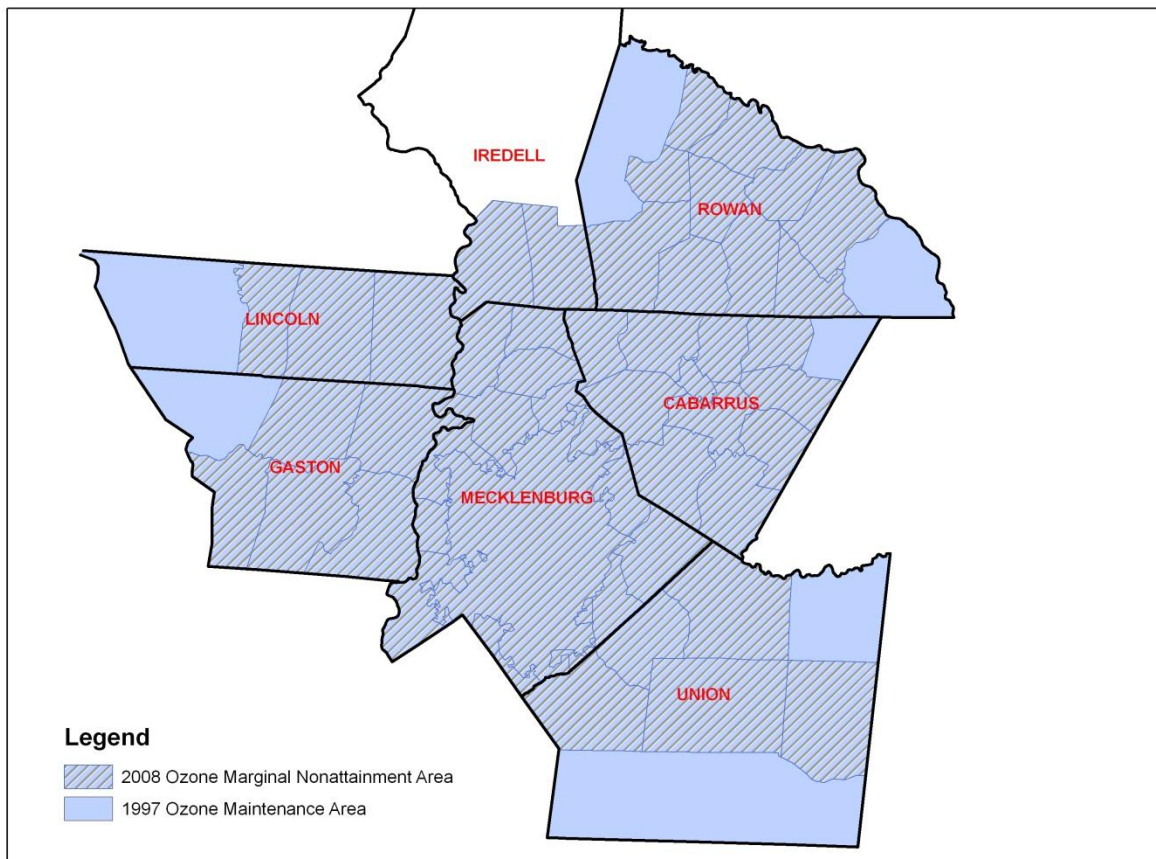 IREDELL
ROWAN
LINCOLN
CABARRUS
GASTON
MECKLENBURG
UNION
Legend
2008 Ozone Marginal Nonattainment Area
1997 Ozone Maintenance Area